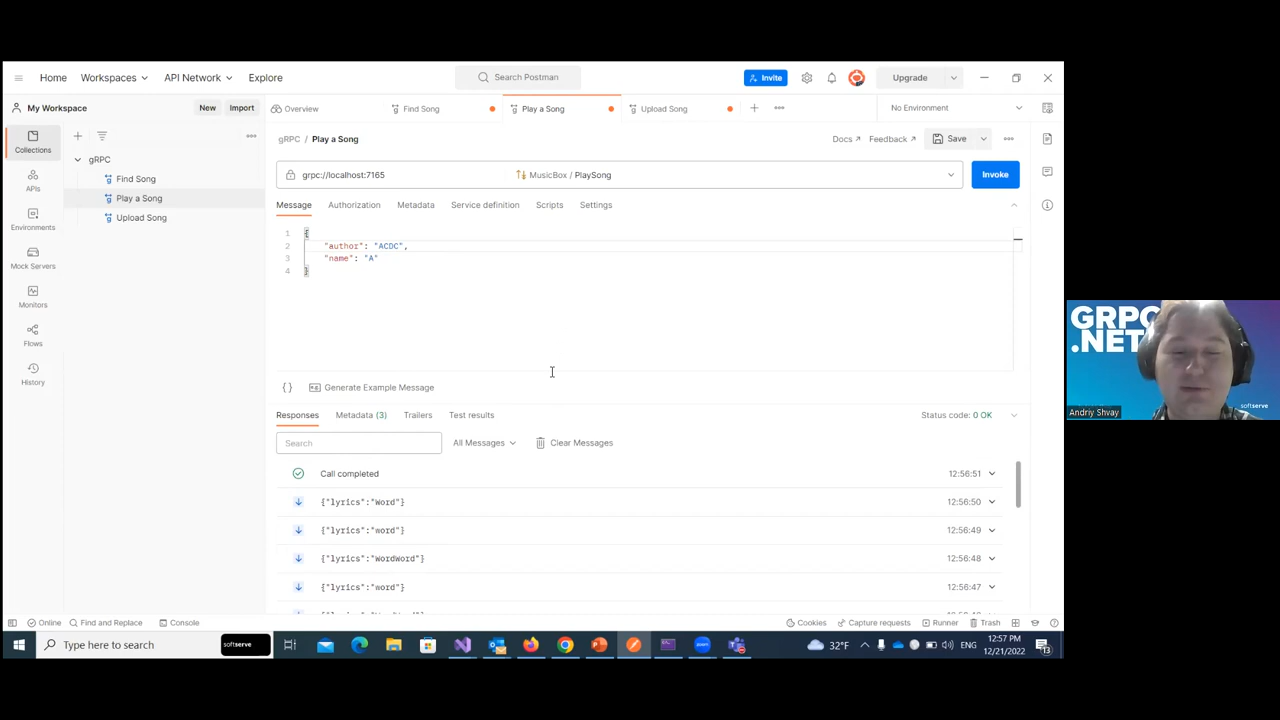 Home Workspaces API Network Explore Search Postman Invite Upgrade
My Workspace New Import Overview Find Song Play a Song Upload Song No Environment
Collections
gRPC
Find Song
Play a Song
Upload Song
APIs
Environments
Mock Servers
Monitors
Flows
History
gRPC / Play a Song Docs Feedback Save
grpc://localhost:7165 MusicBox / PlaySong Invoke
Message Authorization Metadata Service definition Scripts Settings
1 {
2 "author": "ACDC",
3 "name": "A"
4 }
{} Generate Example Message
Responses Metadata (3) Trailers Test results Status code: 0 OK
Search All Messages Clear Messages
Call completed 12:56:51
{"lyrics":"Word"} 12:56:50
{"lyrics":"word"} 12:56:49
{"lyrics":"WordWord"} 12:56:48
{"lyrics":"word"} 12:56:47
Online Find and Replace Console Cookies Capture requests Runner Trash
Type here to search softserve 32°F ENG 12:57 PM
12/21/2022
13
GRPC
.NET
softserve
Andriy Shvay